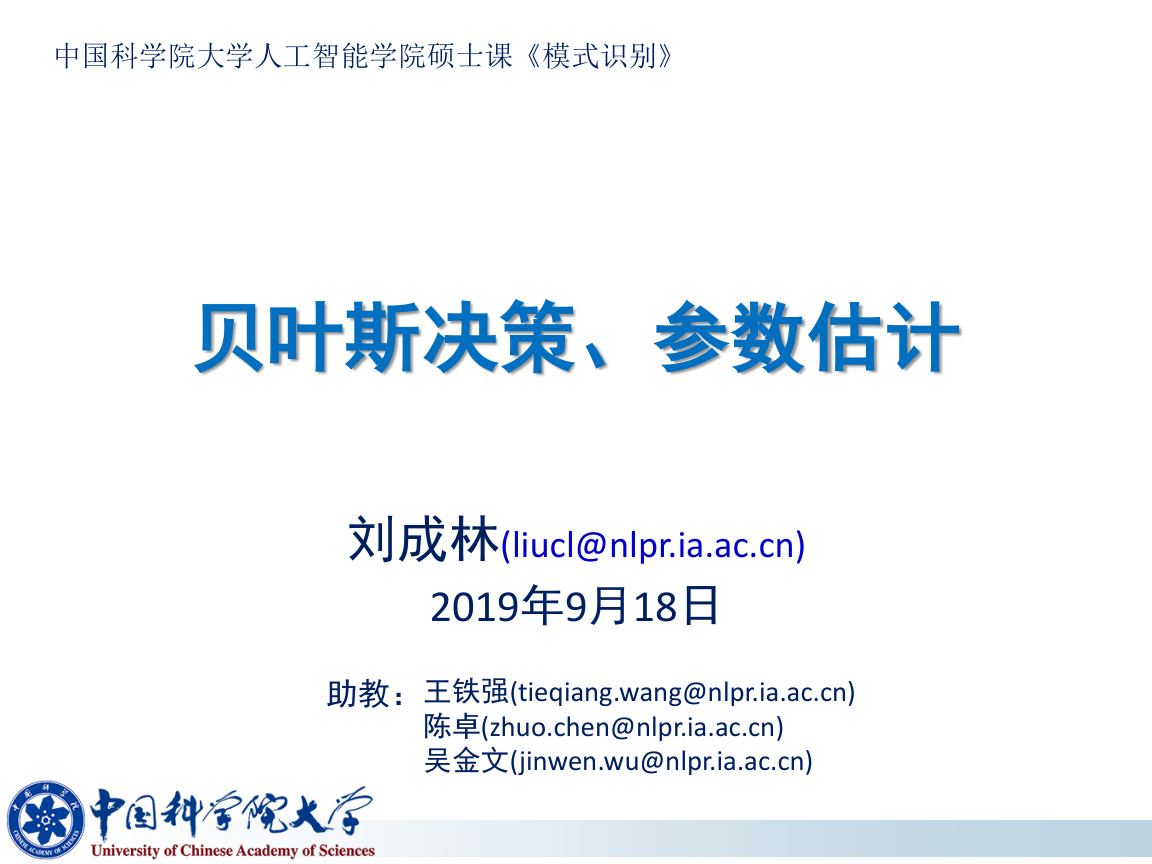 中国科学院大学人工智能学院硕士课《模式识别》
贝叶斯决策、参数估计
刘成林(liucl@nlpr.ia.ac.cn)
2019年9月18日
助教：王铁强(tieqiang.wang@nlpr.ia.ac.cn)
陈卓(zhuo.chen@nlpr.ia.ac.cn)
吴金文(jinwen.wu@nlpr.ia.ac.cn)
中国科学院大学
University of Chinese Academy of Sciences